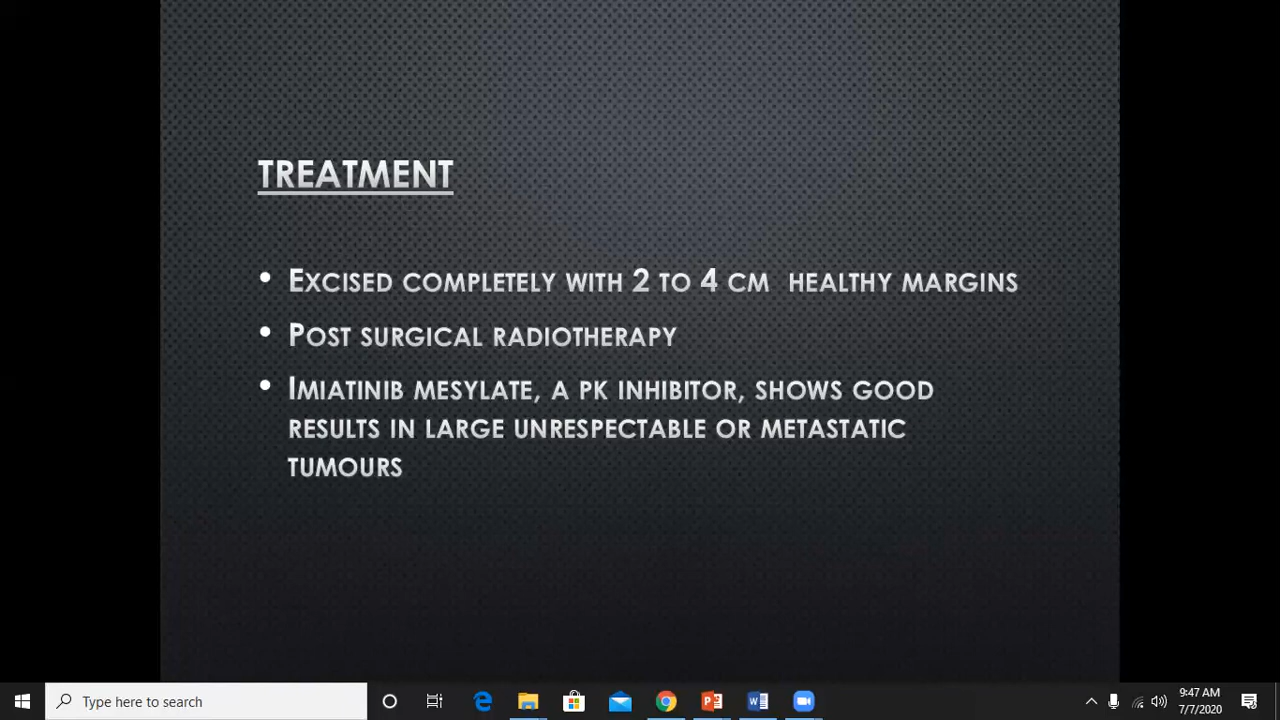 TREATMENT
• EXCISED COMPLETELY WITH 2 TO 4 CM HEALTHY MARGINS
• POST SURGICAL RADIOTHERAPY
• IMIATINIB MESYLATE, A PK INHIBITOR, SHOWS GOOD
RESULTS IN LARGE UNRESPECTABLE OR METASTATIC
TUMOURS
Type here to search
9:47 AM
7/7/2020